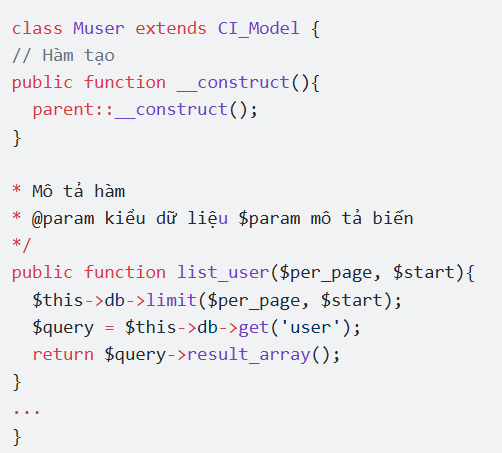 class Muser extends CI_Model {
// Hàm tạo
public function __construct(){
  parent::__construct();
}

* Mô tả hàm
* @param kiểu dữ liệu $param mô tả biến
*/
public function list_user($per_page, $start){
  $this->db->limit($per_page, $start);
  $query = $this->db->get('user');
  return $query->result_array();
}
...
}